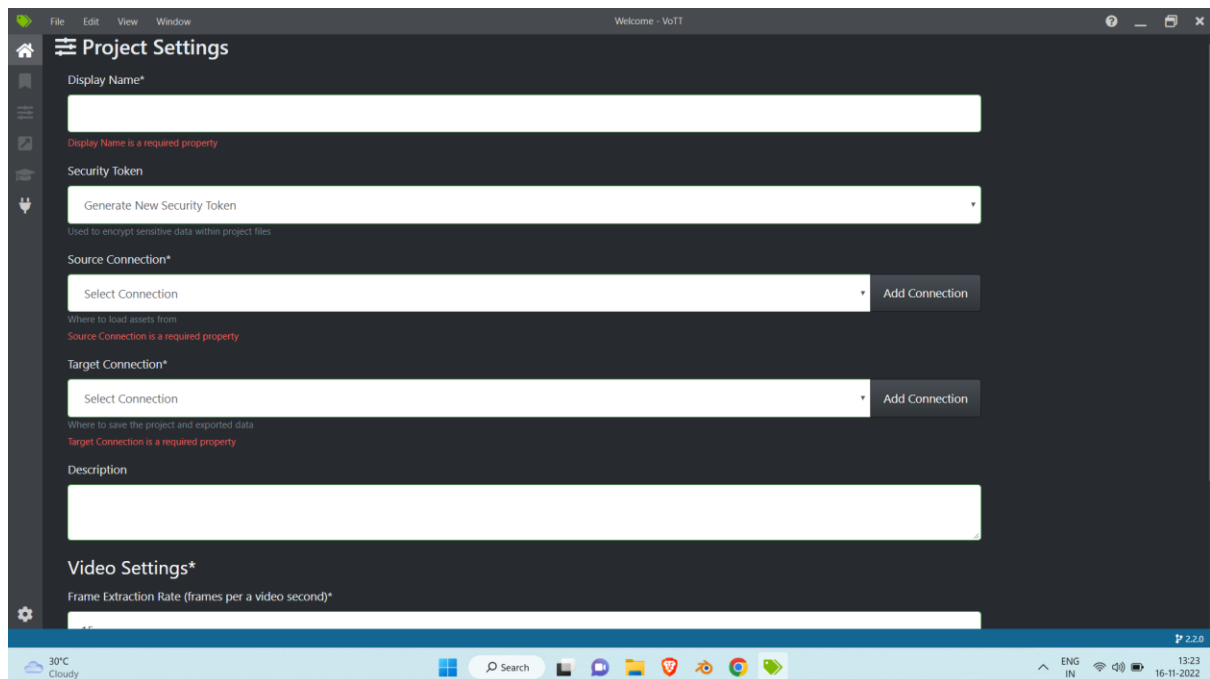 File Edit View Window
Welcome - VoTT
Project Settings
Display Name*
Display Name is a required property
Security Token
Generate New Security Token
Used to encrypt sensitive data within project files
Source Connection*
Select Connection
Add Connection
Where to load assets from
Source Connection is a required property
Target Connection*
Select Connection
Add Connection
Where to save the project and exported data
Target Connection is a required property
Description
Video Settings*
Frame Extraction Rate (frames per a video second)*
15
2.2.0
30°C
Cloudy
Search
ENG
IN
13:23
16-11-2022